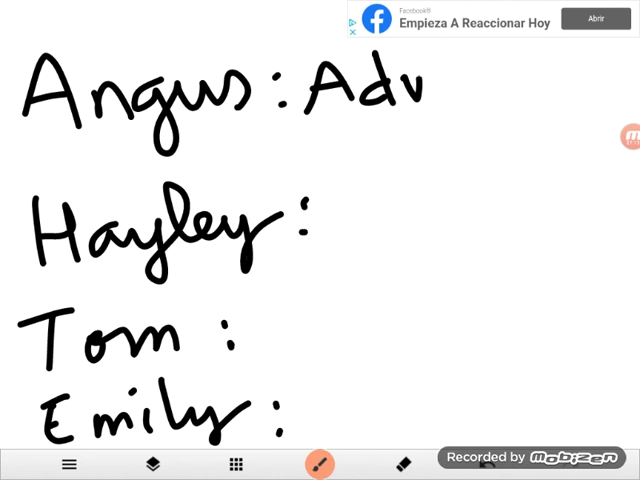 Facebook®
Empieza A Reaccionar Hoy
Abrir
Angus: Adv
Hayley:
Tom:
Emily:
Recorded by MOBIZEN